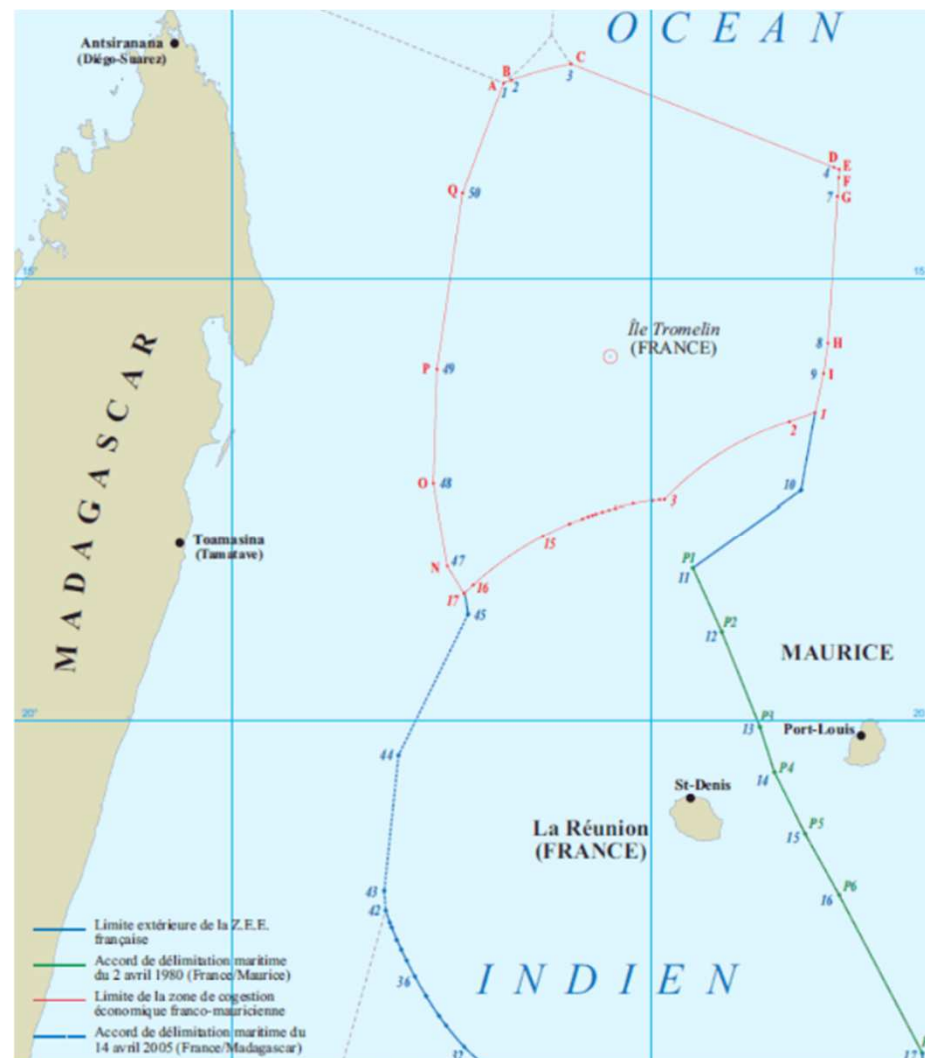 OCEAN
Antsiranana
(Diégo-Suarez)
A
B
C
1
2
3
D
E
4
F
7
G
Q
50
15°
15
Île Tromelin
(FRANCE)
8
H
9
I
P
49
1
2
O
48
3
10
15
MADAGASCAR
Toamasina
(Tamatave)
N
47
16
17
45
P1
11
P2
12
MAURICE
20°
20
P3
13
Port-Louis
44
P4
14
St-Denis
P5
15
La Réunion
(FRANCE)
43
42
P6
16
36
INDIEN
32
17
Limite extérieure de la Z.E.E.
française
Accord de délimitation maritime
du 2 avril 1980 (France/Maurice)
Limite de la zone de cogestion
économique franco-mauricienne
Accord de délimitation maritime du
14 avril 2005 (France/Madagascar)